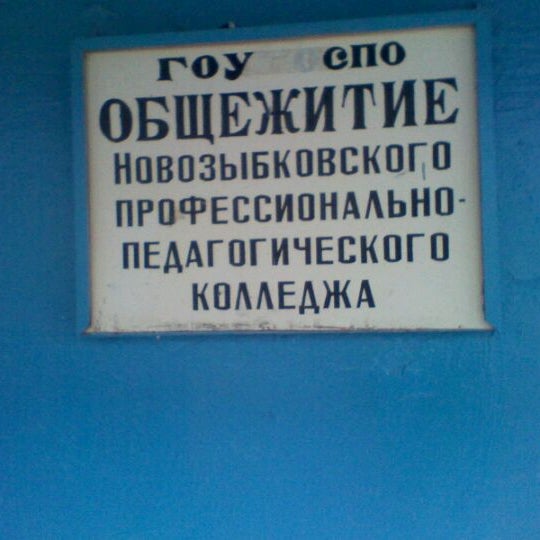 ГОУ СПО
ОБЩЕЖИТИЕ
НОВОЗЫБКОВСКОГО
ПРОФЕССИОНАЛЬНО-
ПЕДАГОГИЧЕСКОГО
КОЛЛЕДЖА